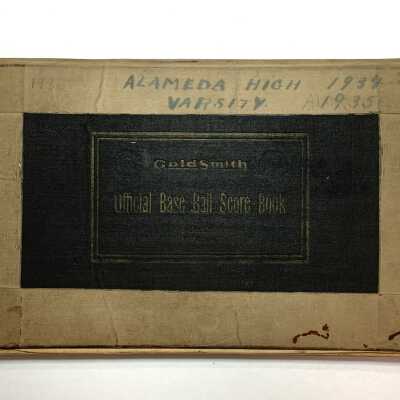 ALAMEDA HIGH 1934
VARSITY 1935
GoldSmith
Official Base Ball Score Book